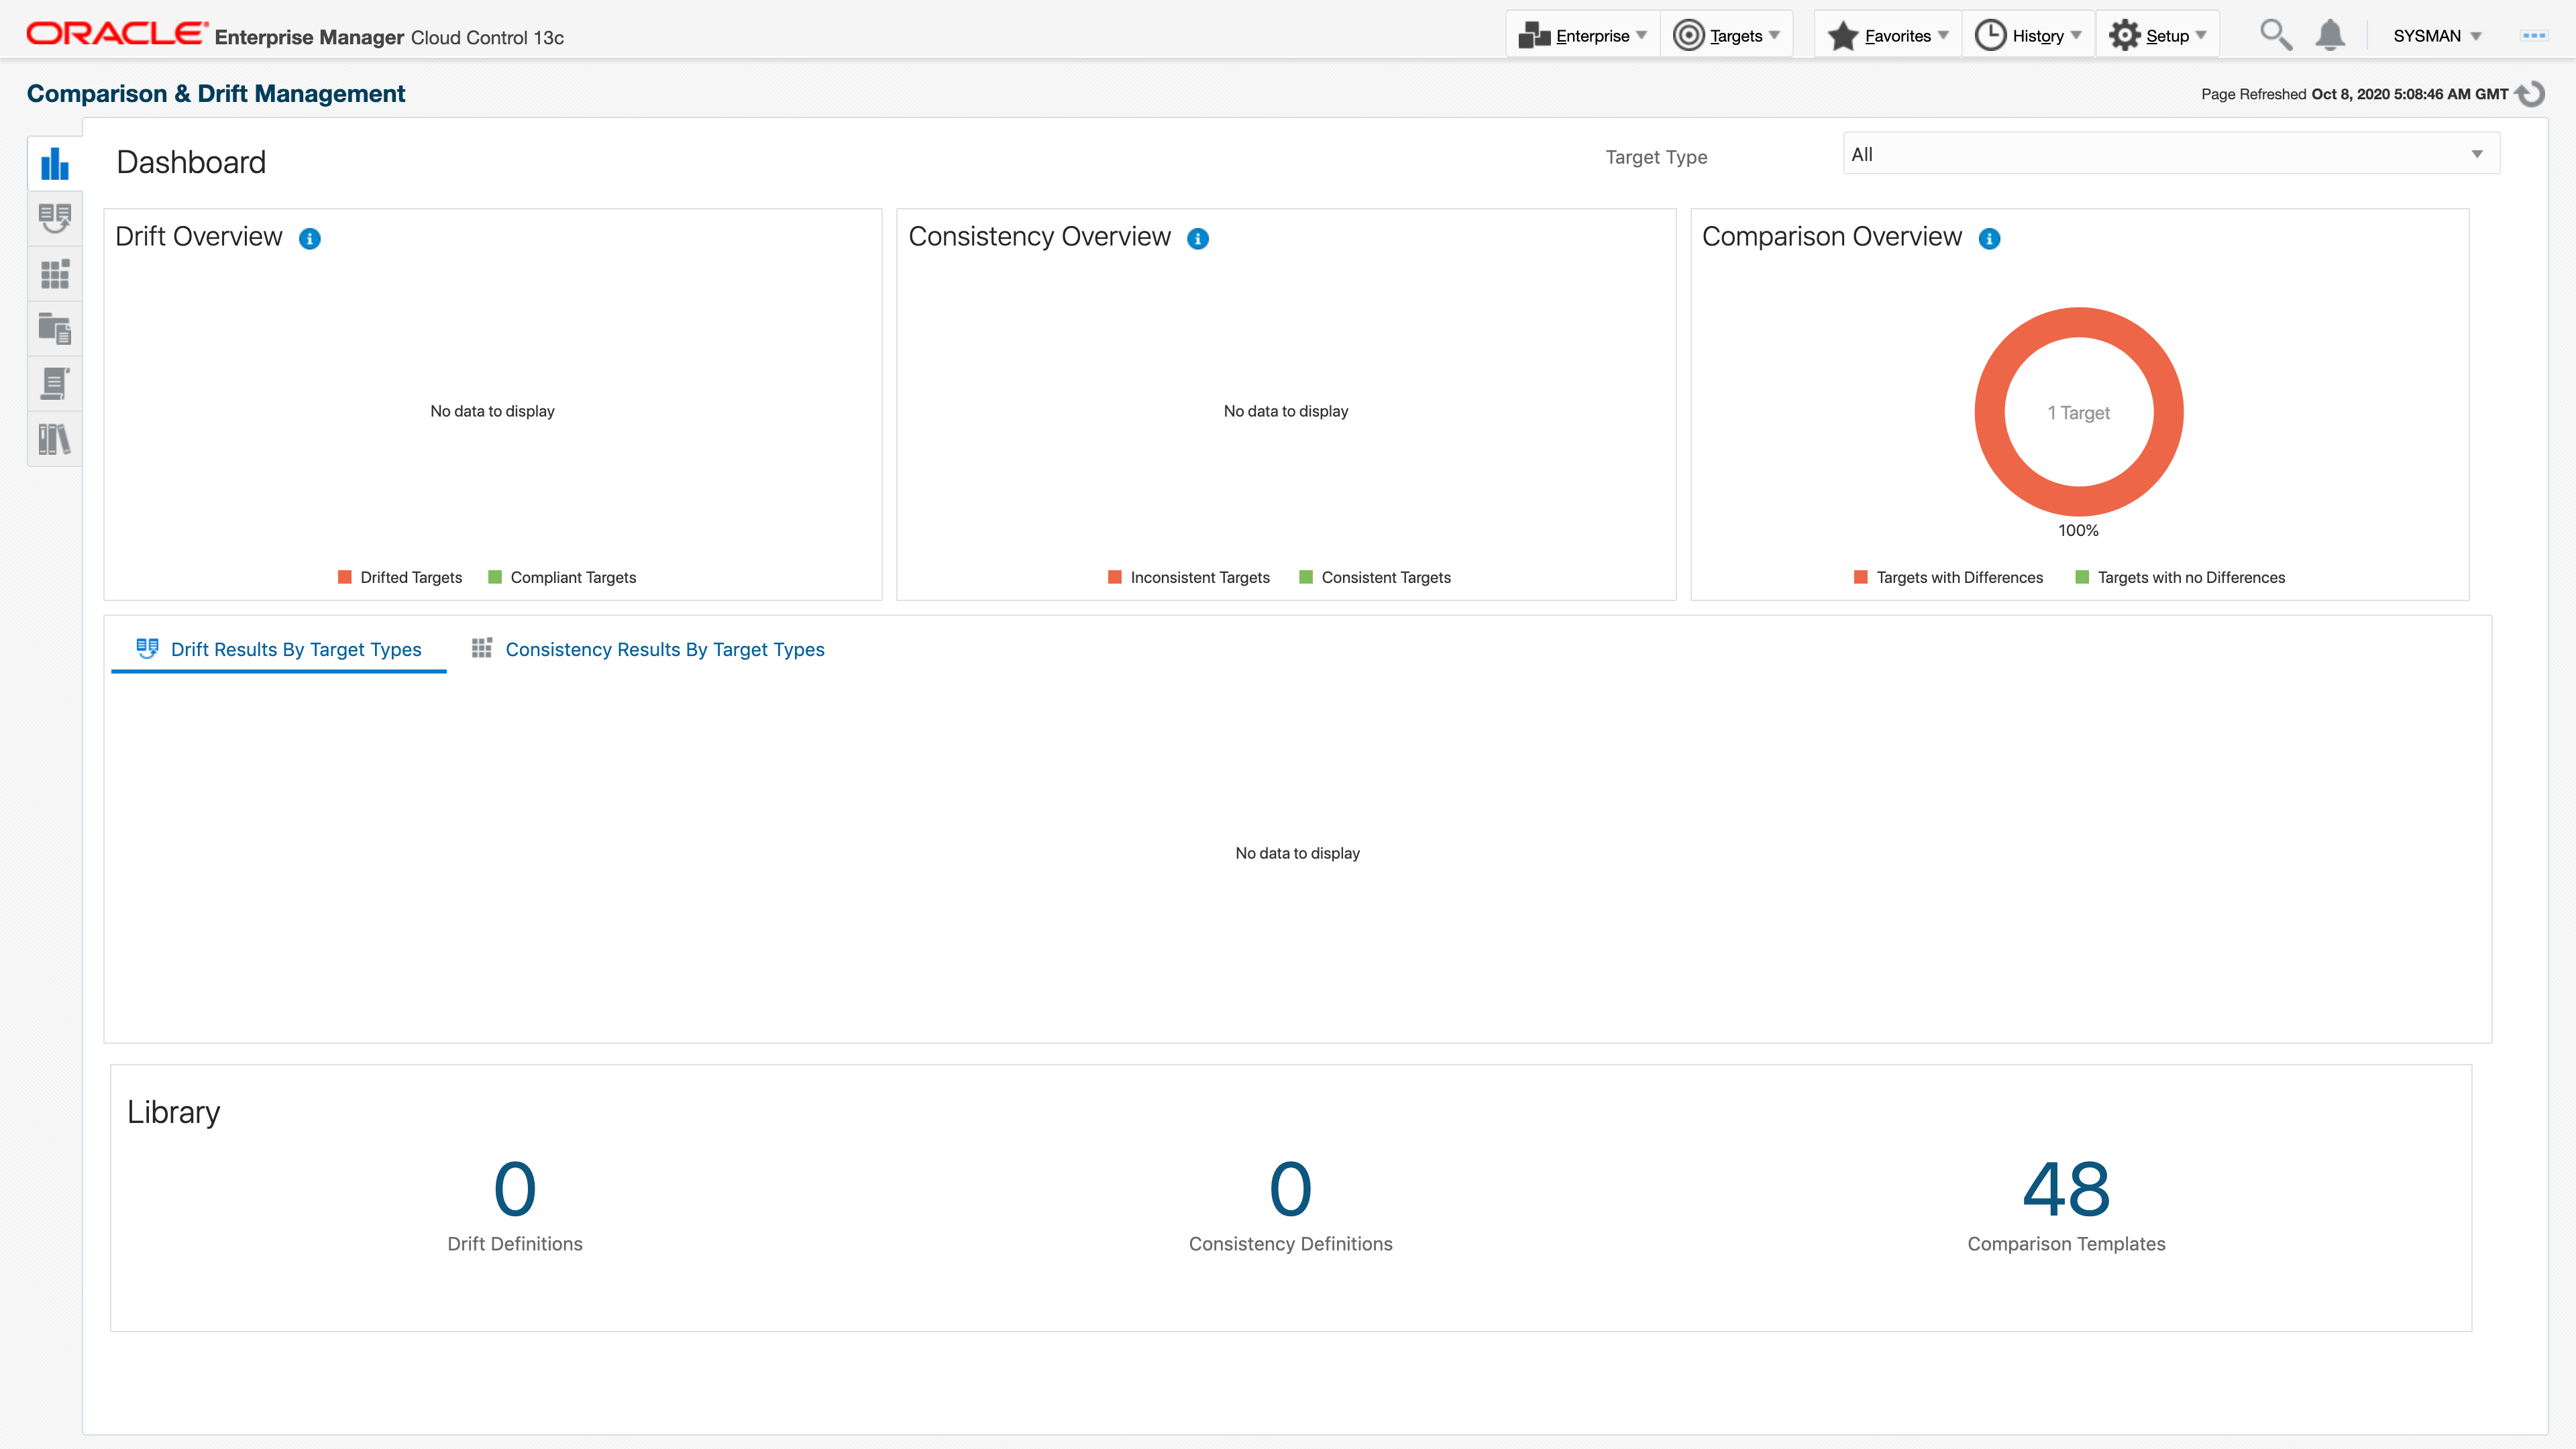 ORACLE® Enterprise Manager Cloud Control 13c
Enterprise Targets Favorites History Setup SYSMAN
Comparison & Drift Management
Page Refreshed Oct 8, 2020 5:08:46 AM GMT
Dashboard
Target Type All
Drift Overview
No data to display
Drifted Targets Compliant Targets
Consistency Overview
No data to display
Inconsistent Targets Consistent Targets
Comparison Overview
1 Target
100%
Targets with Differences Targets with no Differences
Drift Results By Target Types Consistency Results By Target Types
No data to display
Library
0
Drift Definitions
0
Consistency Definitions
48
Comparison Templates